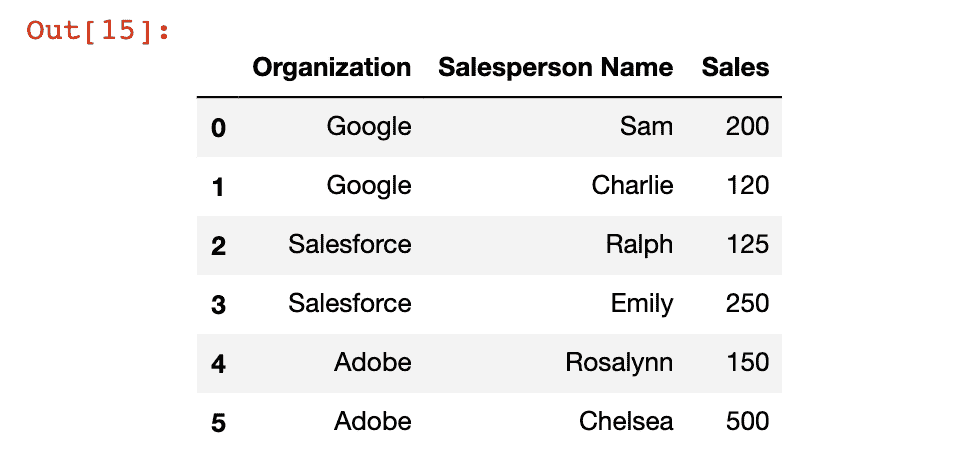 Out[15]:
Organization Salesperson Name Sales
0 Google Sam 200
1 Google Charlie 120
2 Salesforce Ralph 125
3 Salesforce Emily 250
4 Adobe Rosalynn 150
5 Adobe Chelsea 500